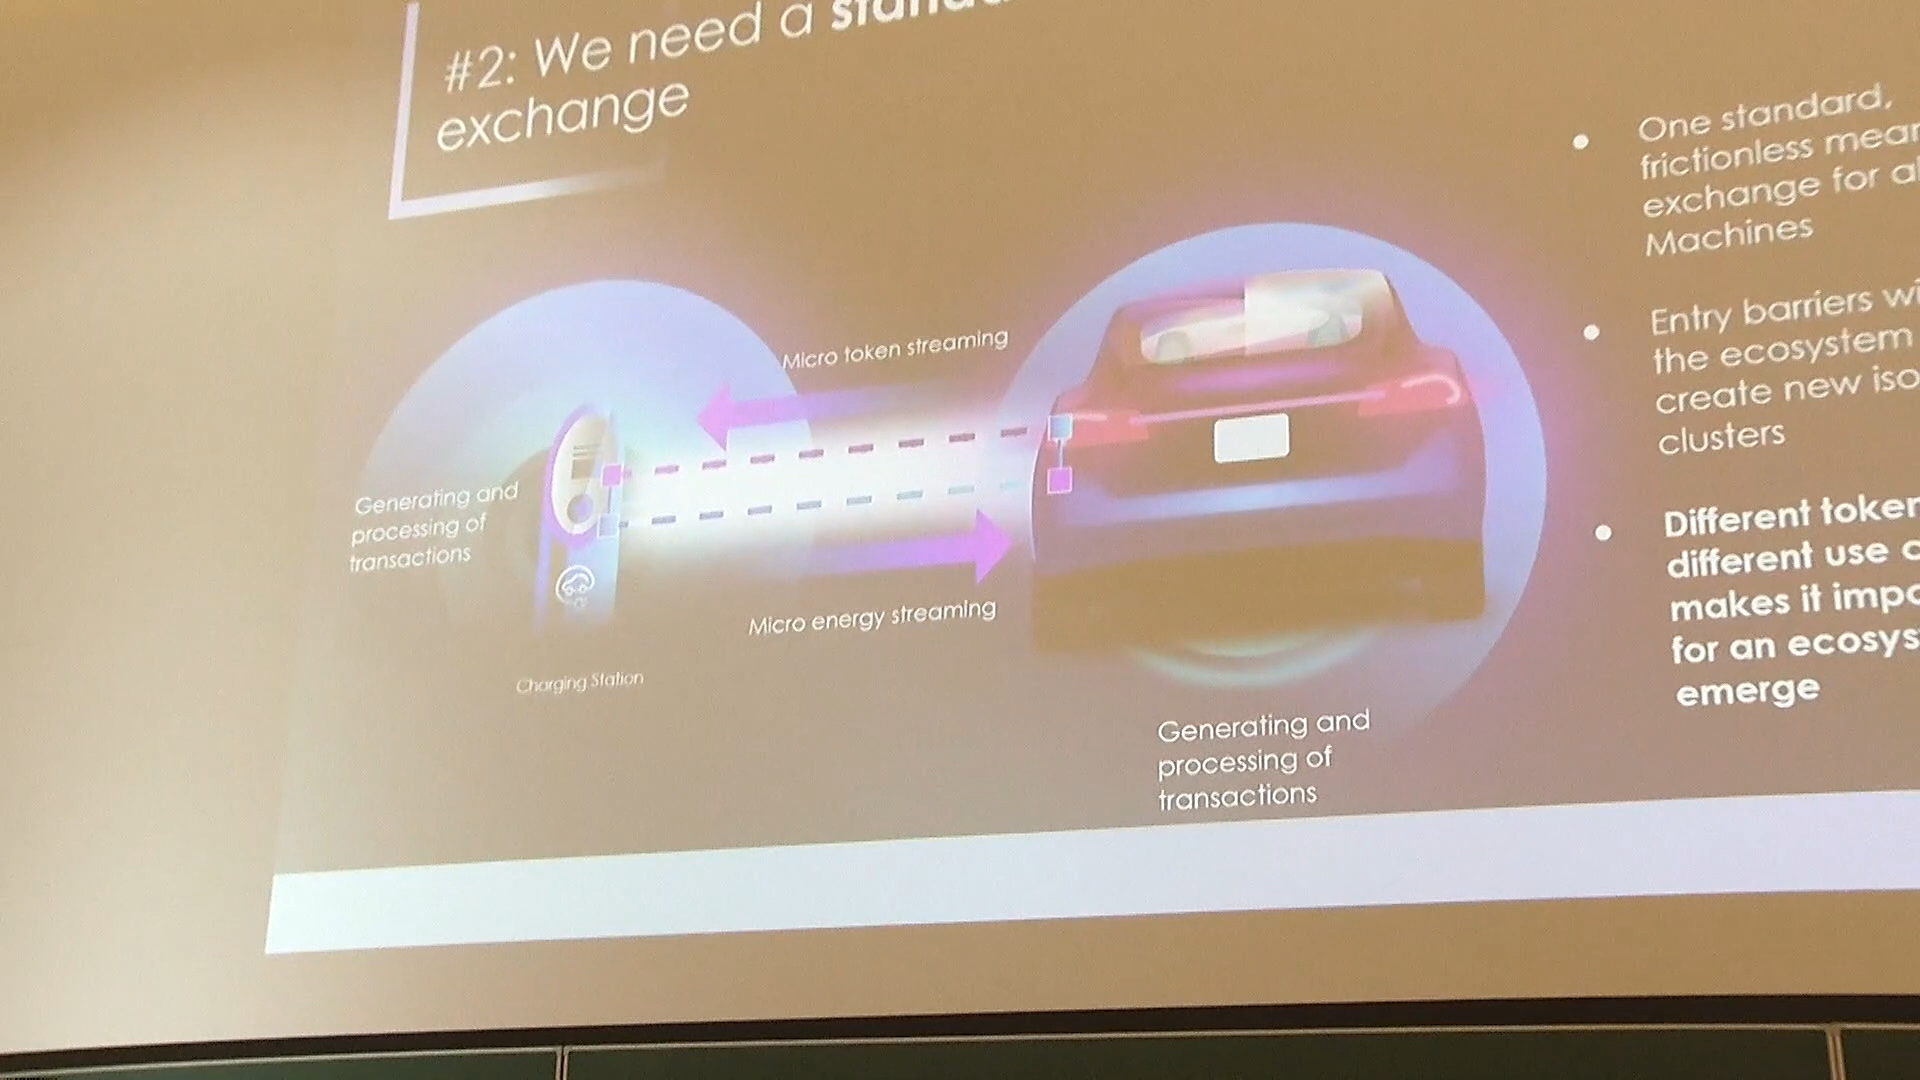 #2: We need a
exchange
One standard,
frictionless
exchange for
Machines
Entry barriers
the ecosystem
create new
clusters
Different
different use
makes it
for an
emerge
Micro token streaming
Generating and
processing of
transactions
Micro energy streaming
Charging Station
Generating and
processing of
transactions